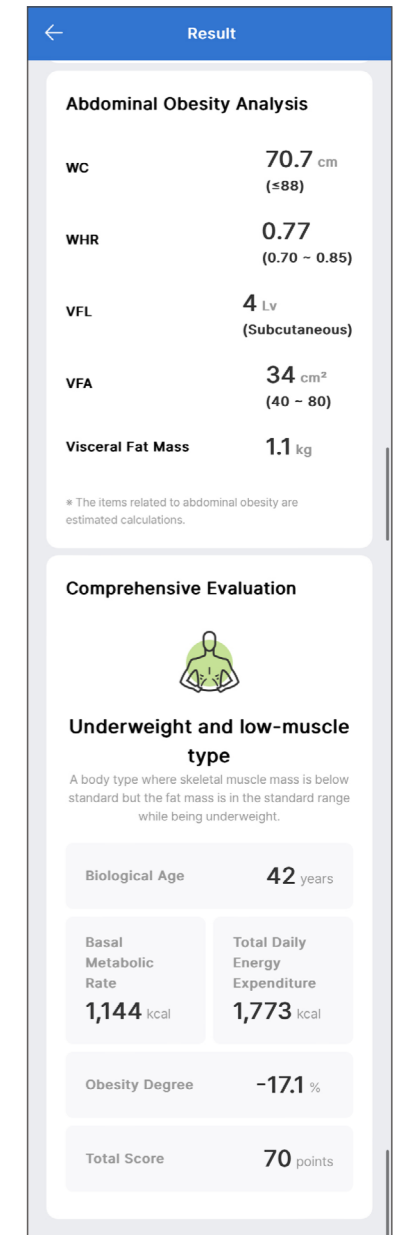 Result
Abdominal Obesity Analysis
WC
70.7 cm
(≤88)
WHR
0.77
(0.70 ~ 0.85)
VFL
4 Lv
(Subcutaneous)
VFA
34 cm²
(40 ~ 80)
Visceral Fat Mass
1.1 kg
* The items related to abdominal obesity are
estimated calculations.
Comprehensive Evaluation
Underweight and low-muscle
type
A body type where skeletal muscle mass is below
standard but the fat mass is in the standard range
while being underweight.
Biological Age
42 years
Basal
Metabolic
Rate
1,144 kcal
Total Daily
Energy
Expenditure
1,773 kcal
Obesity Degree
-17.1 %
Total Score
70 points